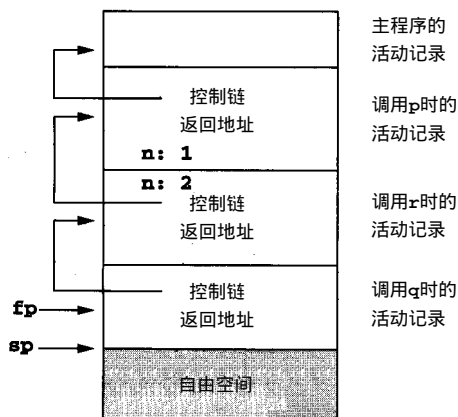 主程序的
活动记录
控制链
返回地址
n: 1
调用p时的
活动记录
n: 2
控制链
返回地址
调用r时的
活动记录
控制链
返回地址
调用q时的
活动记录
fp
sp
自由空间